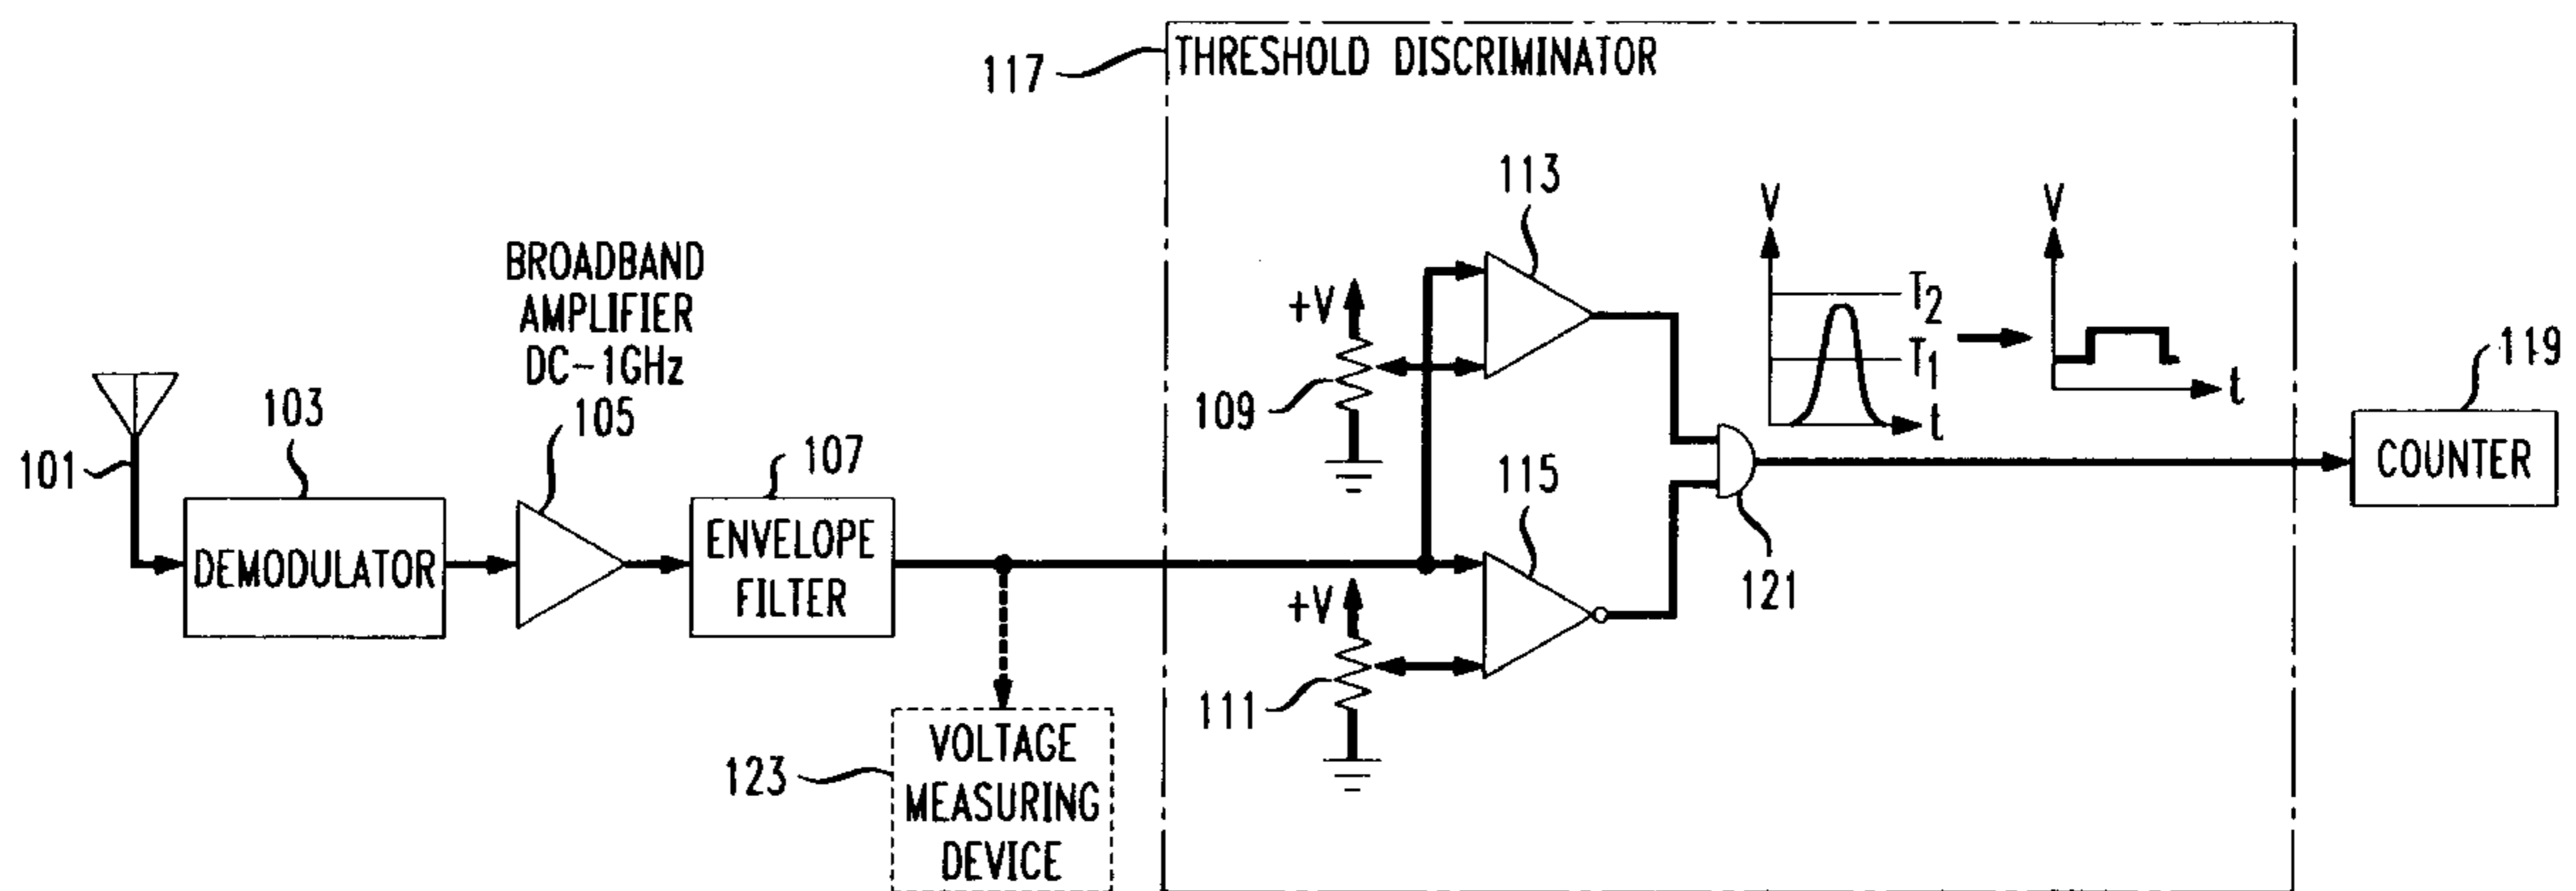 117
THRESHOLD DISCRIMINATOR
113
BROADBAND
AMPLIFIER
DC-1GHz
105
101
103
DEMODULATOR
107
ENVELOPE
FILTER
+V
109
+V
111
115
121
V
T2
T1
t
V
t
119
COUNTER
123
VOLTAGE
MEASURING
DEVICE